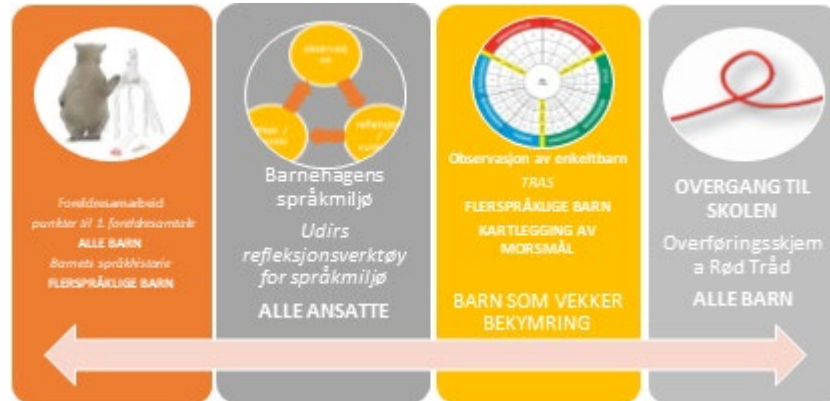 Foreldresamarbeid
punkter til 1. foreldresamtale
ALLE BARN
Barnets språkhistorie
FLERSPRÅKLIGE BARN
observasj
on
Barnehagens
språkmiljø
Udirs
refleksjonsverktøy
for språkmiljø
ALLE ANSATTE
Observasjon av enkeltbarn
TRAS
FLERSPRÅKLIGE BARN
KARTLEGGING AV
MORSMÅL
BARN SOM VEKKER
BEKYMRING
OVERGANG TIL
SKOLEN
Overføringsskjem
a Rød Tråd
ALLE BARN